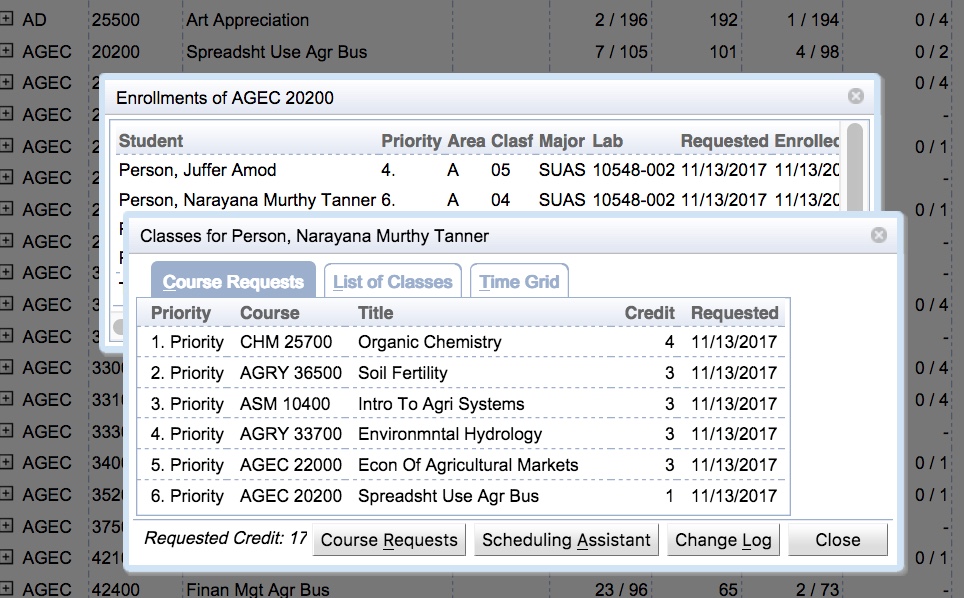 AD 25500 Art Appreciation 2 / 196 192 1 / 194 0 / 4
AGEC 20200 Spreadsht Use Agr Bus 7 / 105 101 4 / 98 0 / 2
AGEC 2 0 / 4
Enrollments of AGEC 20200
AGEC 2 -
Student Priority Area Clasf Major Lab Requested Enrolled
AGEC 2 0 / 1
Person, Juffer Amod 4. A 05 SUAS 10548-002 11/13/2017 11/13/20
AGEC 2 -
Person, Narayana Murthy Tanner 6. A 04 SUAS 10548-002 11/13/2017 11/13/20
AGEC 2 0 / 1
Classes for Person, Narayana Murthy Tanner
AGEC 2 -
AGEC 3 -
Course Requests List of Classes Time Grid
AGEC 3 0 / 4
Priority Course Title Credit Requested
AGEC 3 -
1. Priority CHM 25700 Organic Chemistry 4 11/13/2017
AGEC 330 0 / 4
2. Priority AGRY 36500 Soil Fertility 3 11/13/2017
AGEC 331 0 / 4
3. Priority ASM 10400 Intro To Agri Systems 3 11/13/2017
AGEC 333 -
4. Priority AGRY 33700 Environmntal Hydrology 3 11/13/2017
AGEC 340 0 / 1
5. Priority AGEC 22000 Econ Of Agricultural Markets 3 11/13/2017
AGEC 352 0 / 1
6. Priority AGEC 20200 Spreadsht Use Agr Bus 1 11/13/2017
AGEC 375 -
Requested Credit: 17 Course Requests Scheduling Assistant Change Log Close
AGEC 421 0 / 1
AGEC 42400 Finan Mgt Agr Bus 23 / 96 65 2 / 73 -